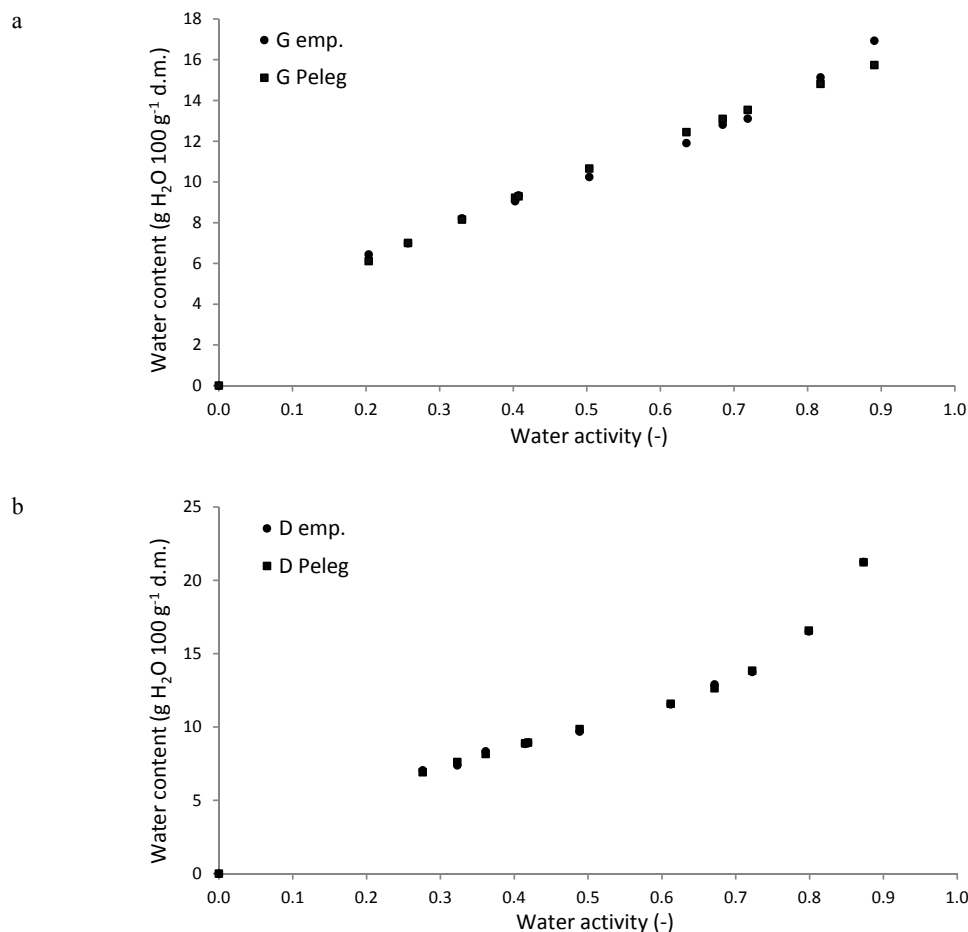 a
Water content (g H₂O 100 g⁻¹ d.m.)
18
16
14
12
10
8
6
4
2
0
G emp.
G Peleg
0.0 0.1 0.2 0.3 0.4 0.5 0.6 0.7 0.8 0.9 1.0
Water activity (-)
b
Water content (g H₂O 100 g⁻¹ d.m.)
25
20
15
10
5
0
D emp.
D Peleg
0.0 0.1 0.2 0.3 0.4 0.5 0.6 0.7 0.8 0.9 1.0
Water activity (-)